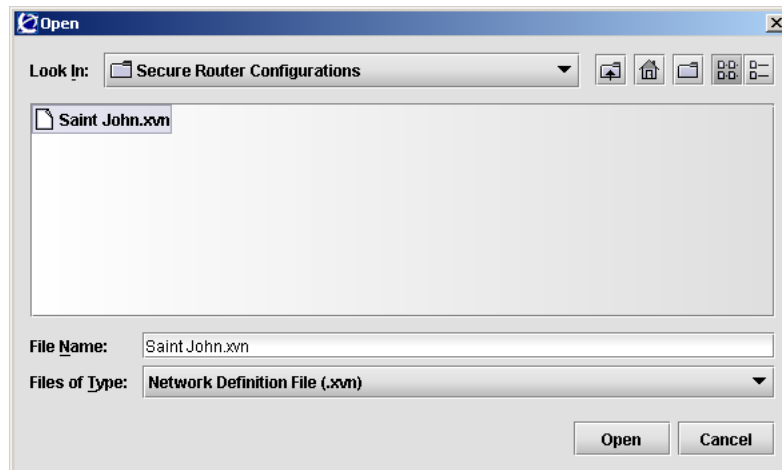 Open
Look In: Secure Router Configurations
Saint John.xvn
File Name: Saint John.xvn
Files of Type: Network Definition File (.xvn)
Open Cancel